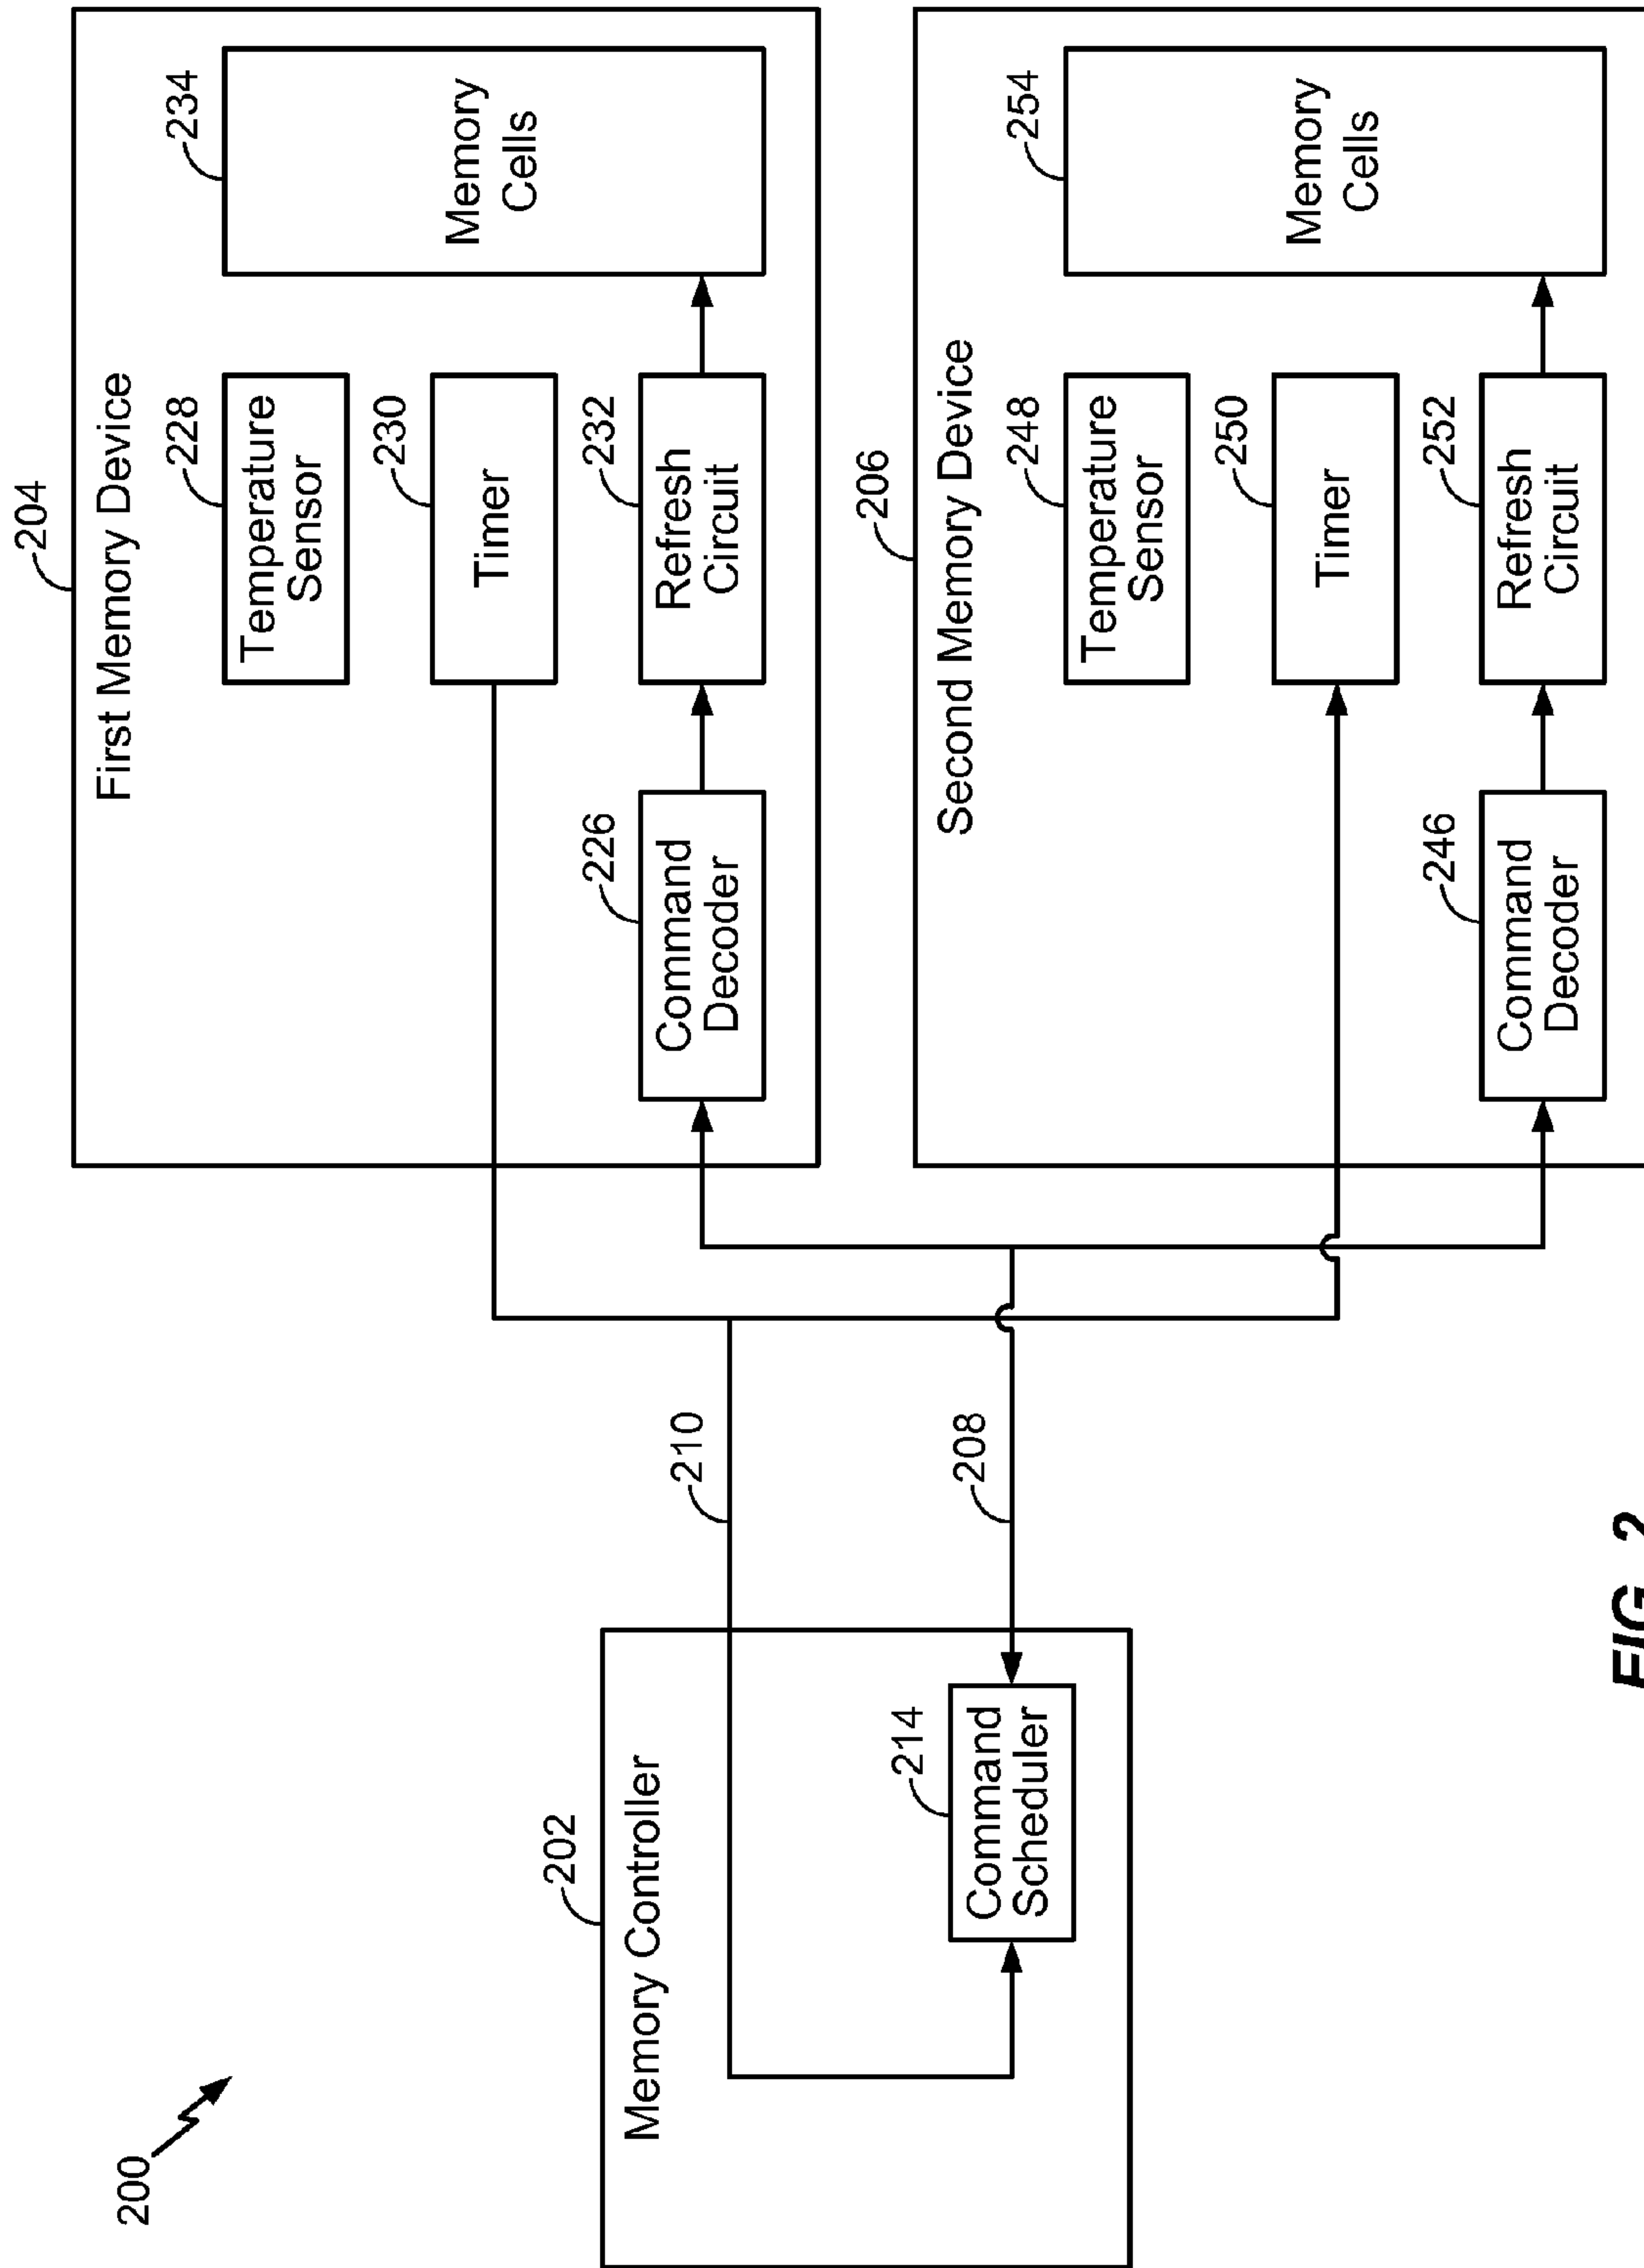 200
202
Memory Controller
214
Command
Scheduler
210
208
204
First Memory Device
228
Temperature
Sensor
230
Timer
226
Command
Decoder
232
Refresh
Circuit
234
Memory
Cells
206
Second Memory Device
248
Temperature
Sensor
250
Timer
246
Command
Decoder
252
Refresh
Circuit
254
Memory
Cells
FIG. 2